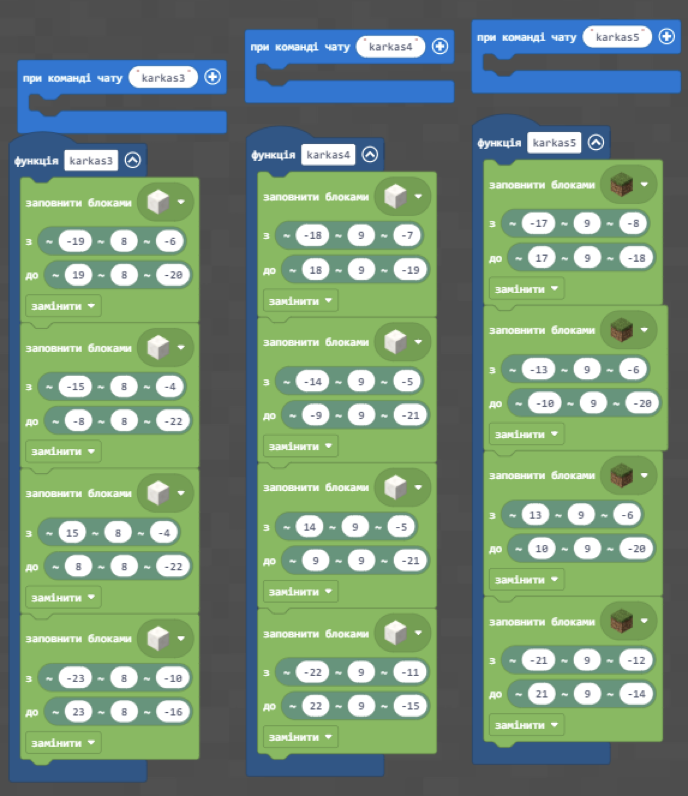 при команді чату "karkas3"
функція karkas3
заповнити блоками
з ~ -19 ~ 8 ~ -6
до ~ 19 ~ 8 ~ -20
замінити
заповнити блоками
з ~ -15 ~ 8 ~ -4
до ~ -8 ~ 8 ~ -22
замінити
заповнити блоками
з ~ 15 ~ 8 ~ -4
до ~ 8 ~ 8 ~ -22
замінити
заповнити блоками
з ~ -23 ~ 8 ~ -10
до ~ 23 ~ 8 ~ -16
замінити
при команді чату "karkas4"
функція karkas4
заповнити блоками
з ~ -18 ~ 9 ~ -7
до ~ 18 ~ 9 ~ -19
замінити
заповнити блоками
з ~ -14 ~ 9 ~ -5
до ~ -9 ~ 9 ~ -21
замінити
заповнити блоками
з ~ 14 ~ 9 ~ -5
до ~ 9 ~ 9 ~ -21
замінити
заповнити блоками
з ~ -22 ~ 9 ~ -11
до ~ 22 ~ 9 ~ -15
замінити
при команді чату "karkas5"
функція karkas5
заповнити блоками
з ~ -17 ~ 9 ~ -8
до ~ 17 ~ 9 ~ -18
замінити
заповнити блоками
з ~ -13 ~ 9 ~ -6
до ~ -10 ~ 9 ~ -20
замінити
заповнити блоками
з ~ 13 ~ 9 ~ -6
до ~ 10 ~ 9 ~ -20
замінити
заповнити блоками
з ~ -21 ~ 9 ~ -12
до ~ 21 ~ 9 ~ -14
замінити